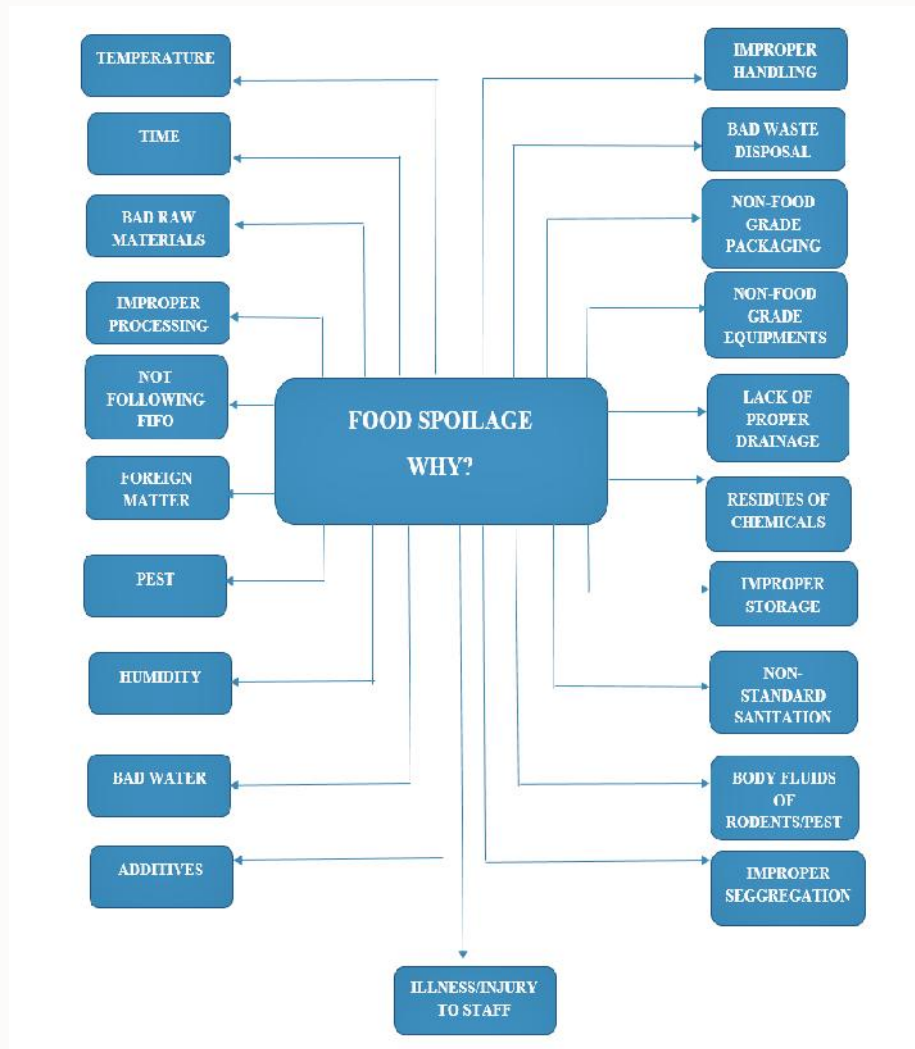 TEMPERATURE
TIME
BAD RAW
MATERIALS
IMPROPER
PROCESSING
NOT
FOLLOWING
FIFO
FOREIGN
MATTER
PEST
HUMIDITY
BAD WATER
ADDITIVES
FOOD SPOILAGE
WHY?
IMPROPER
HANDLING
BAD WASTE
DISPOSAL
NON-FOOD
GRADE
PACKAGING
NON-FOOD
GRADE
EQUIPMENTS
LACK OF
PROPER
DRAINAGE
RESIDUES OF
CHEMICALS
IMPROPER
STORAGE
NON-
STANDARD
SANITATION
BODY FLUIDS
OF
RODENTS/PEST
IMPROPER
SEGGREGATION
ILLNESS/INJURY
TO STAFF